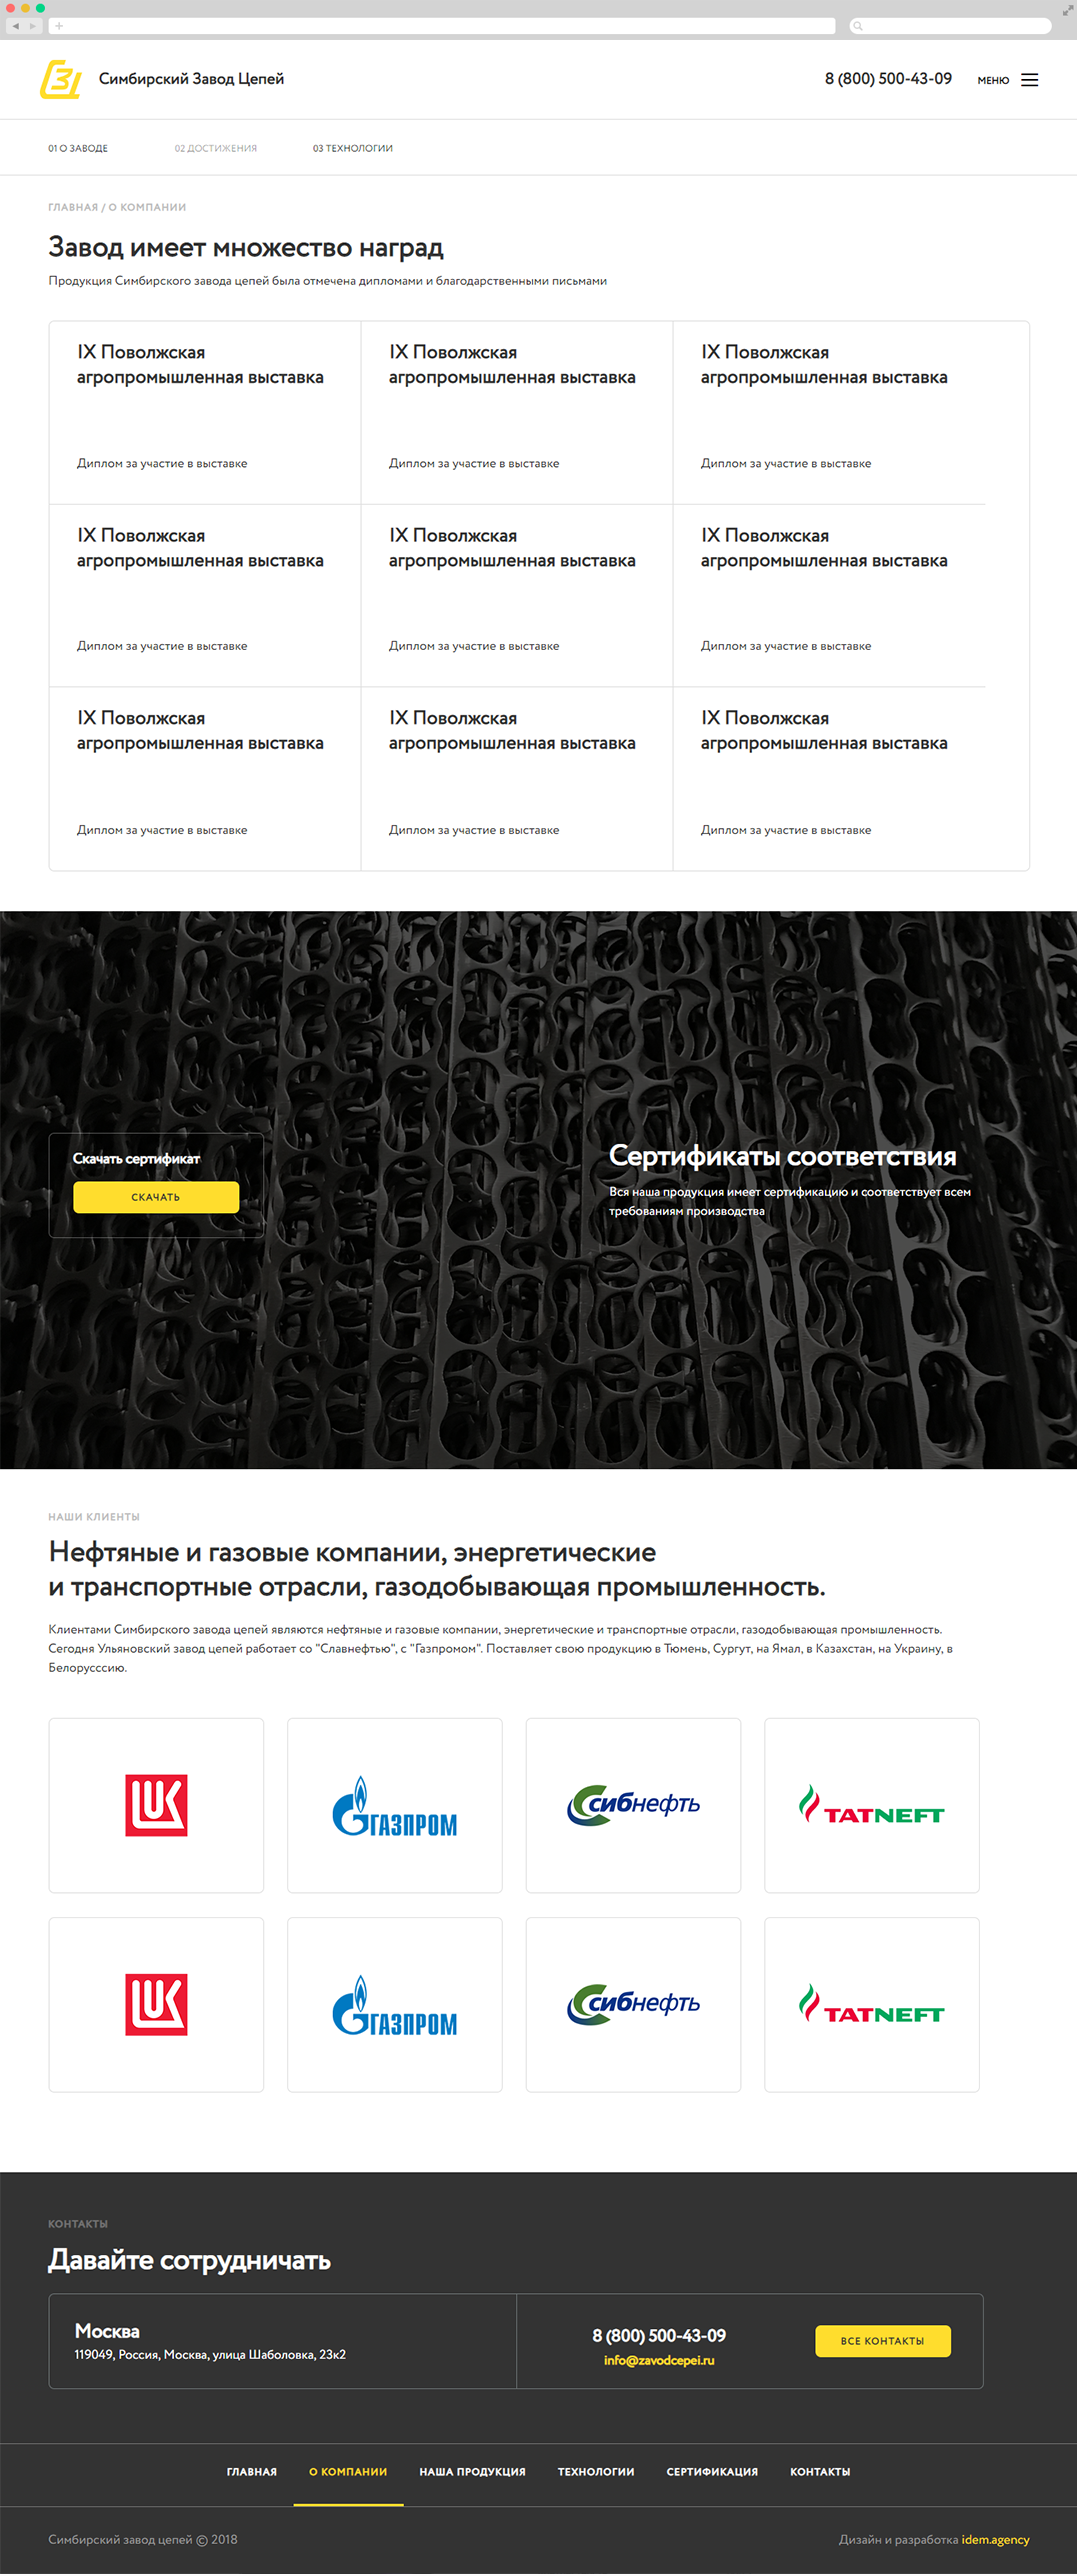 Симбирский Завод Цепей
8 (800) 500-43-09
МЕНЮ
01 О ЗАВОДЕ
02 ДОСТИЖЕНИЯ
03 ТЕХНОЛОГИИ
ГЛАВНАЯ / О КОМПАНИИ
Завод имеет множество наград
Продукция Симбирского завода цепей была отмечена дипломами и благодарственными письмами
IX Поволжская
агропромышленная выставка
Диплом за участие в выставке
IX Поволжская
агропромышленная выставка
Диплом за участие в выставке
IX Поволжская
агропромышленная выставка
Диплом за участие в выставке
IX Поволжская
агропромышленная выставка
Диплом за участие в выставке
IX Поволжская
агропромышленная выставка
Диплом за участие в выставке
IX Поволжская
агропромышленная выставка
Диплом за участие в выставке
IX Поволжская
агропромышленная выставка
Диплом за участие в выставке
IX Поволжская
агропромышленная выставка
Диплом за участие в выставке
IX Поволжская
агропромышленная выставка
Диплом за участие в выставке
Скачать сертификат
СКАЧАТЬ
Сертификаты соответствия
Вся наша продукция имеет сертификацию и соответствует всем
требованиям производства
НАШИ КЛИЕНТЫ
Нефтяные и газовые компании, энергетические
и транспортные отрасли, газодобывающая промышленность.
Клиентами Симбирского завода цепей являются нефтяные и газовые компании, энергетические и транспортные отрасли, газодобывающая промышленность.
Сегодня Ульяновский завод цепей работает со "Славнефтью", с "Газпромом". Поставляет свою продукцию в Тюмень, Сургут, на Ямал, в Казахстан, на Украину, в
Белорусссию.
LUK
ГАЗПРОМ
Сибнефть
TATNEFT
LUK
ГАЗПРОМ
Сибнефть
TATNEFT
КОНТАКТЫ
Давайте сотрудничать
Москва
119049, Россия, Москва, улица Шаболовка, 23к2
8 (800) 500-43-09
info@zavodcepei.ru
ВСЕ КОНТАКТЫ
ГЛАВНАЯ
О КОМПАНИИ
НАША ПРОДУКЦИЯ
ТЕХНОЛОГИИ
СЕРТИФИКАЦИЯ
КОНТАКТЫ
Симбирский завод цепей © 2018
Дизайн и разработка idem.agency